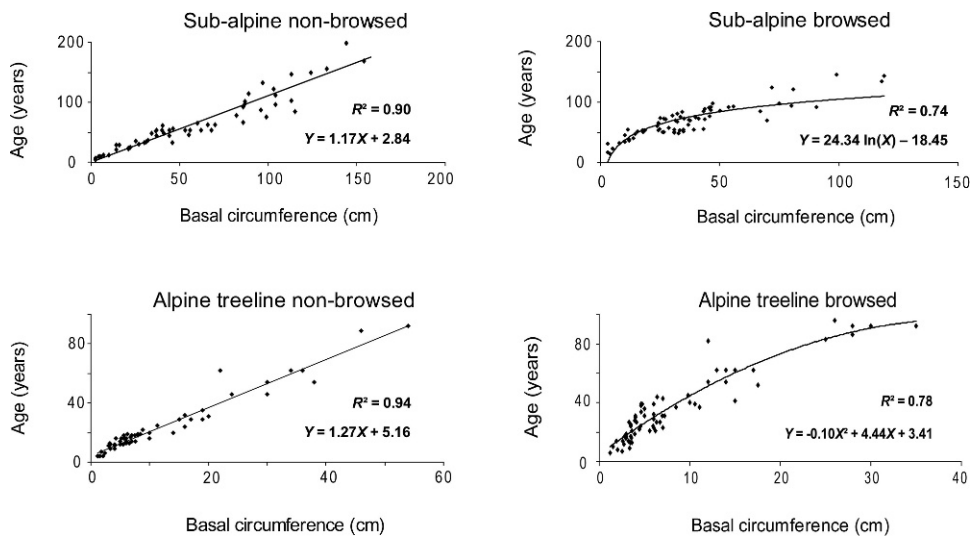 Sub-alpine non-browsed
200
100
0
Age (years)
R² = 0.90
Y = 1.17X + 2.84
0 50 100 150 200
Basal circumference (cm)
Sub-alpine browsed
200
100
0
Age (years)
R² = 0.74
Y = 24.34 ln(X) – 18.45
0 50 100 150
Basal circumference (cm)
Alpine treeline non-browsed
80
40
0
Age (years)
R² = 0.94
Y = 1.27X + 5.16
0 20 40 60
Basal circumference (cm)
Alpine treeline browsed
80
40
0
Age (years)
R² = 0.78
Y = -0.10X² + 4.44X + 3.41
0 10 20 30 40
Basal circumference (cm)